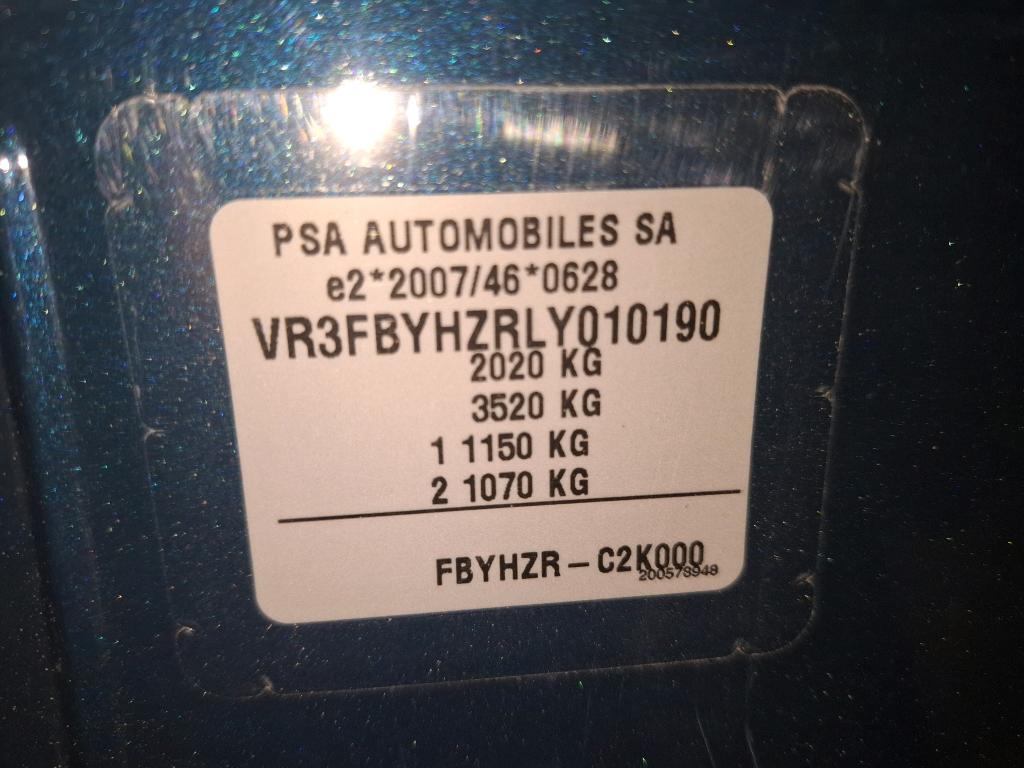 PSA AUTOMOBILES SA
e2*2007/46*0628
VR3FBYHZRLY010190
2020 KG
3520 KG
1 1150 KG
2 1070 KG
FBYHZR – C2K000
200573948